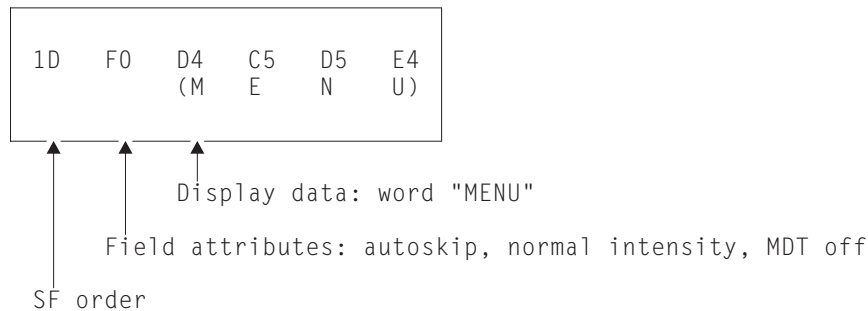 1D F0 D4 C5 D5 E4
(M E N U)
Display data: word "MENU"
Field attributes: autoskip, normal intensity, MDT off
SF order